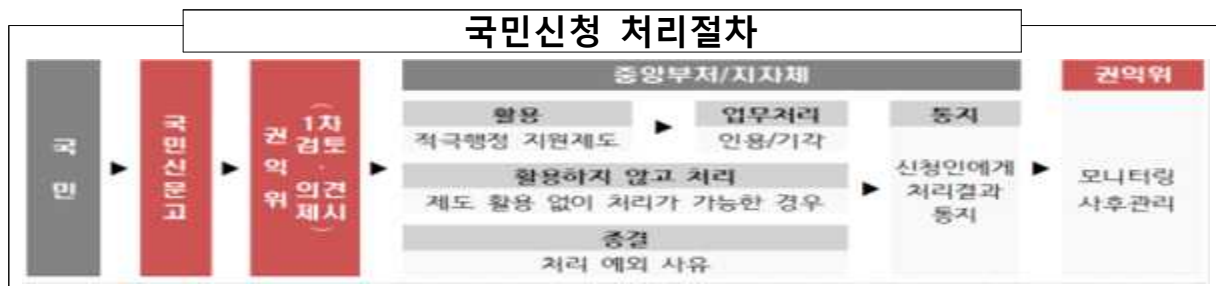 국민신청 처리절차
국민
국민신문고
권익위
(1차 검토·의견 제시)
중앙부처/지자체
활용
적극행정 지원제도
업무처리
인용/기각
활용하지 않고 처리
제도 활용 없이 처리가 가능한 경우
종결
처리 예외 사유
통지
신청인에게
처리결과
통지
권익위
모니터링
사후관리